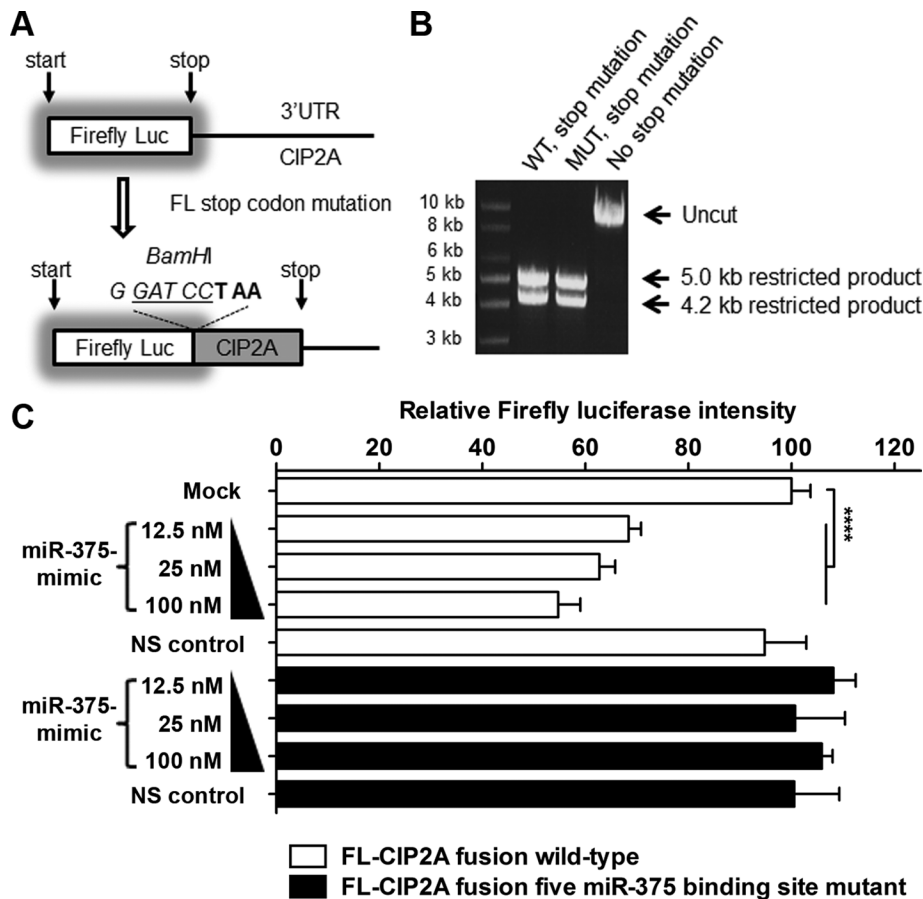 A
start
stop
Firefly Luc
3'UTR
CIP2A
FL stop codon mutation
BamHI
start
stop
G GATCCTAA
Firefly Luc
CIP2A
B
WT, stop mutation
MUT, stop mutation
No stop mutation
10 kb
8 kb
6 kb
5 kb
4 kb
3 kb
Uncut
5.0 kb restricted product
4.2 kb restricted product
C
Relative Firefly luciferase intensity
0 20 40 60 80 100 120
Mock
miR-375-
mimic
12.5 nM
25 nM
100 nM
NS control
miR-375-
mimic
12.5 nM
25 nM
100 nM
NS control
****
FL-CIP2A fusion wild-type
FL-CIP2A fusion five miR-375 binding site mutant